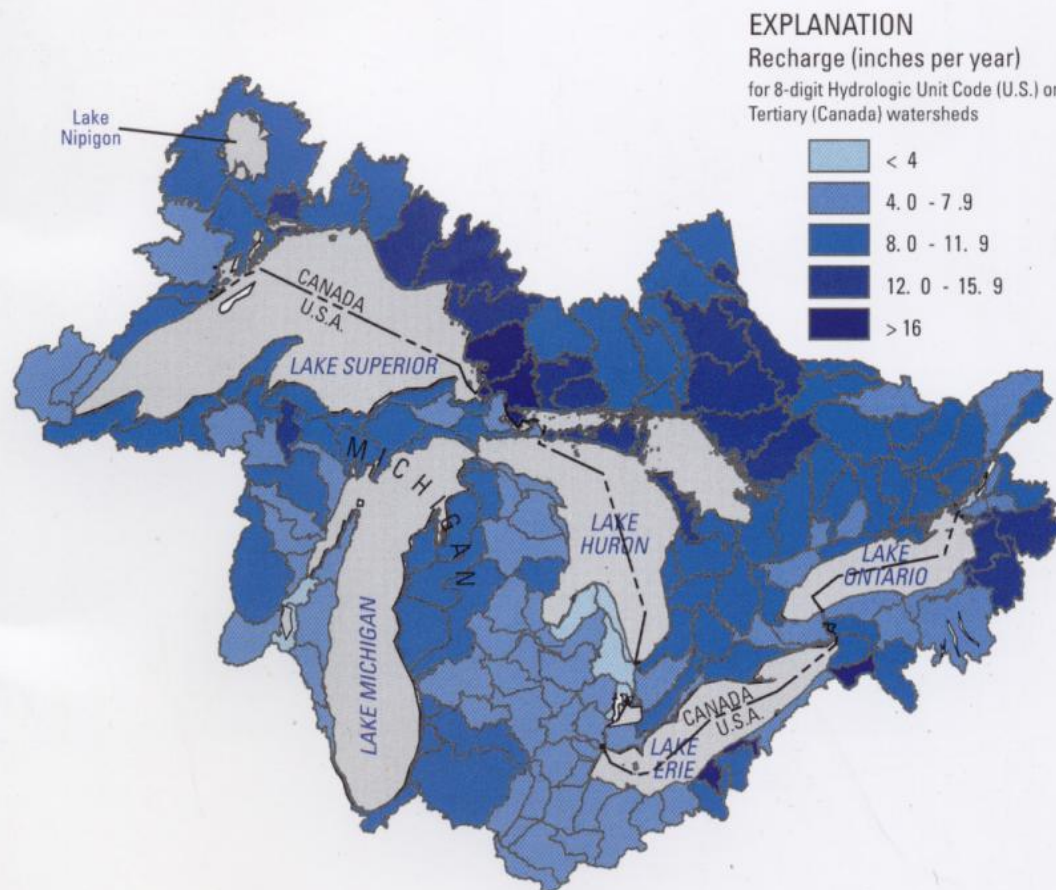 EXPLANATION
Recharge (inches per year)
for 8-digit Hydrologic Unit Code (U.S.) or
Tertiary (Canada) watersheds
< 4
4. 0 - 7 .9
8. 0 - 11. 9
12. 0 - 15. 9
> 16
Lake
Nipigon
CANADA
U.S.A.
LAKE SUPERIOR
MICHIGAN
LAKE
HURON
LAKE
ONTARIO
LAKE MICHIGAN
CANADA
U.S.A.
LAKE
ERIE